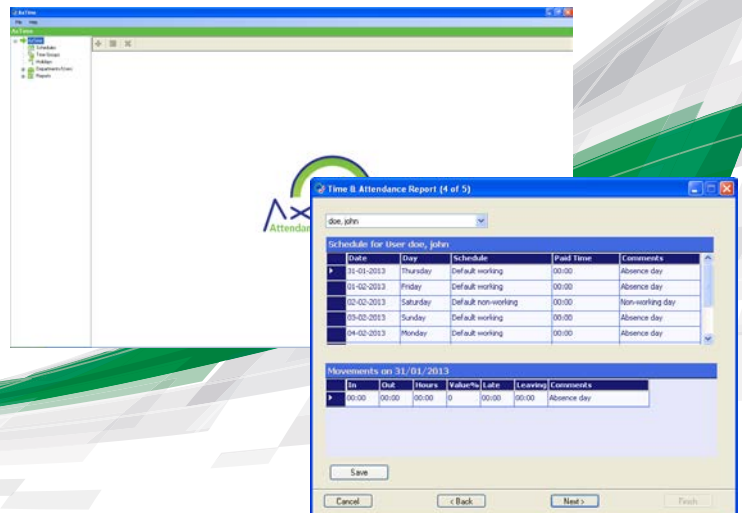 AxTime
File Help
AxTime
AxTime
Schedules
Time Groups
Holidays
Departments (User)
Reports
Ax
Attendan
Time & Attendance Report (4 of 5)
doe, john
Schedule for User doe, john
Date Day Schedule Paid Time Comments
31-01-2013 Thursday Default working 00:00 Absence day
01-02-2013 Friday Default working 00:00 Absence day
02-02-2013 Saturday Default non-working 00:00 Non-working day
03-02-2013 Sunday Default working 00:00 Absence day
04-02-2013 Monday Default working 00:00 Absence day
Movements on 31/01/2013
In Out Hours Value% Late Leaving Comments
00:00 00:00 00:00 0 00:00 00:00 Absence day
Save
Cancel < Back Next > Finish